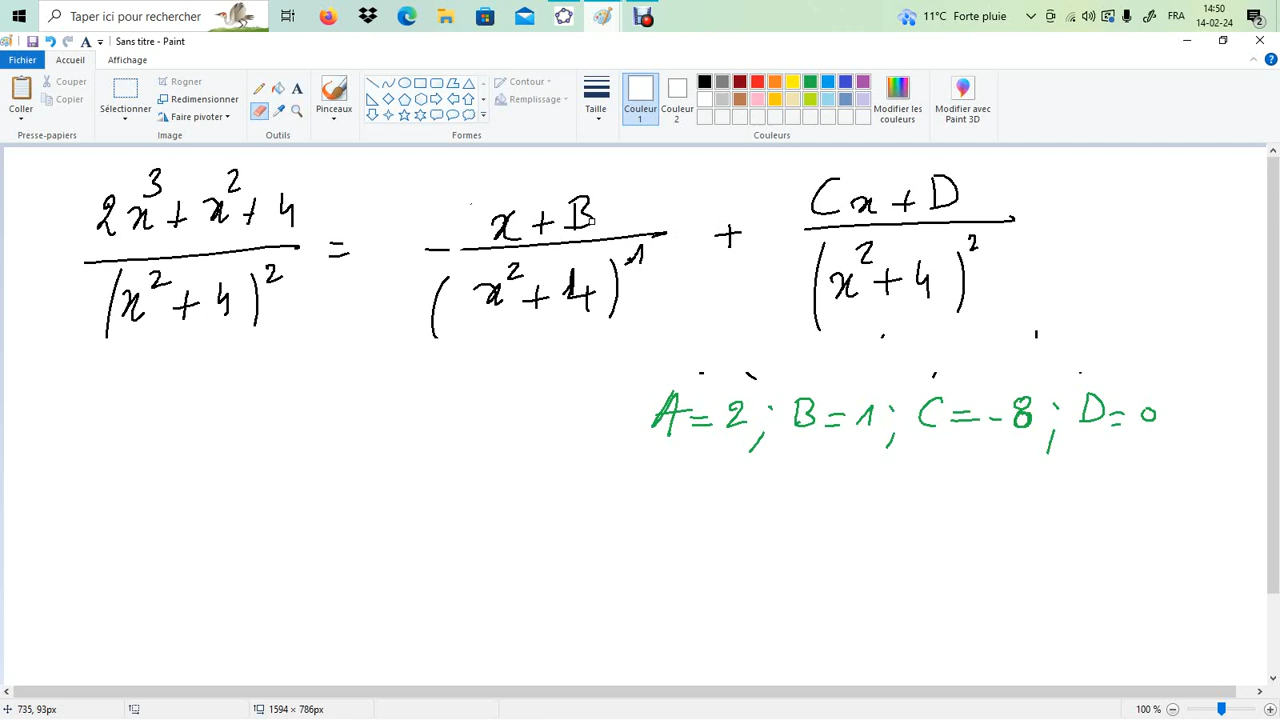 Taper ici pour rechercher
11°C Forte pluie
FRA
14:50
14-02-24
2
Sans titre - Paint
Fichier Accueil Affichage
Coller
Couper
Copier
Presse-papiers
Sélectionner
Rogner
Redimensionner
Faire pivoter
Image
A
Outils
Pinceaux
Contour
Remplissage
Formes
Taille
Couleur 1
Couleur 2
Couleurs
Modifier les couleurs
Modifier avec Paint 3D
2x³ + x² + 4 / (x² + 4)² = x + B / (x² + 4)¹ + Cx + D / (x² + 4)²
A = 2 ; B = 1 ; C = -8 ; D = 0
735, 93px
1594 × 786px
100 %